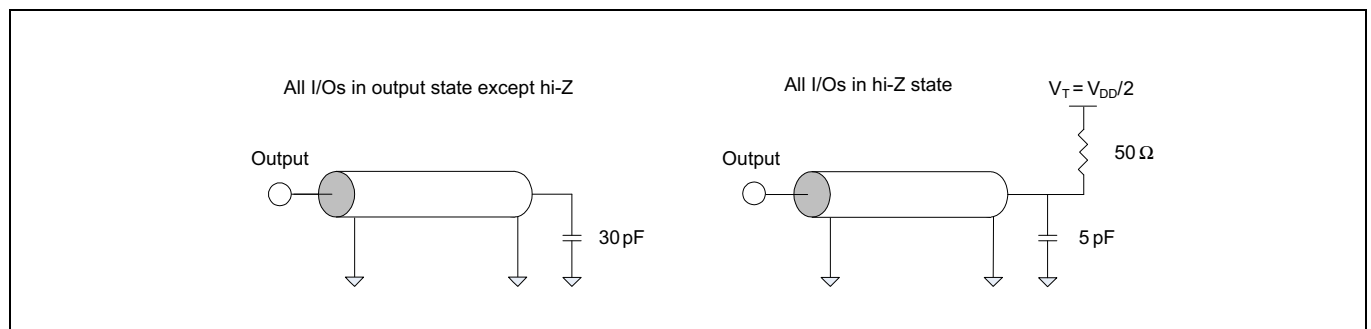 All I/Os in output state except hi-Z
Output
30 pF
All I/Os in hi-Z state
V_T = V_DD/2
50 Ω
Output
5 pF